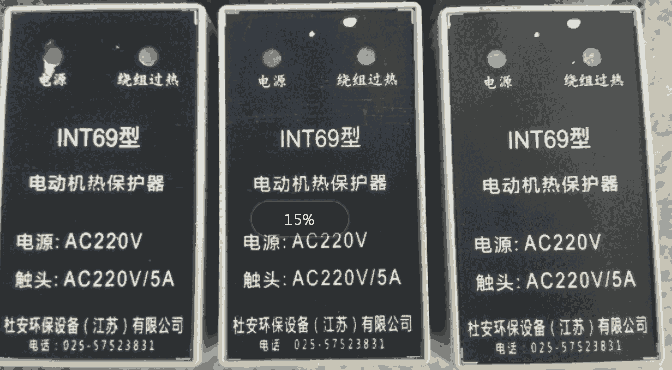 电源 绕组过热
INT69型
电动机热保护器
电源: AC220V
触头: AC220V/5A
杜安环保设备(江苏)有限公司
电话:025-57523831
电源 绕组过热
INT69型
电动机热保护器
15%
电源: AC220V
触头: AC220V/5A
杜安环保设备(江苏)有限公司
电话 025-57523831
电源 绕组过热
INT69型
电动机热保护器
电源: AC220V
触头: AC220V/5A
杜安环保设备(江苏)有限公司
电话:025-57523831